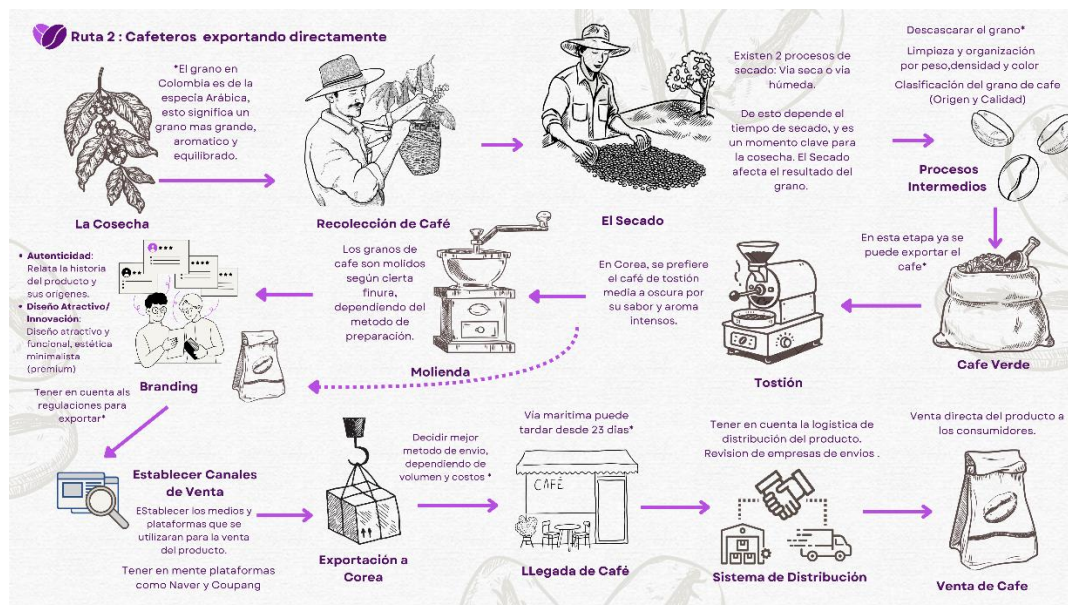 Ruta 2 : Cafeteros exportando directamente
*El grano en
Colombia es de la
especía Arábica,
esto significa un
grano mas grande,
aromatico y
equilibrado.
La Cosecha
Recolección de Café
Existen 2 procesos de
secado: Vía seca o vía
húmeda.
De esto depende el
tiempo de secado, y es
un momento clave para
la cosecha. El Secado
afecta el resultado del
grano.
El Secado
Descascarar el grano*
Limpieza y organización
por peso,densidad y color
Clasificación del grano de cafe
(Origen y Calidad)
Procesos
Intermedios
En esta etapa ya se
puede exportar el
cafe*
Cafe Verde
En Corea, se prefiere
el café de tostión
media a oscura por
su sabor y aroma
intensos.
Tostión
Los granos de
cafe son molidos
según cierta
finura,
dependiendo del
metodo de
preparación.
Molienda
• Autenticidad:
Relata la historia
del producto y
sus orígenes.
• Diseño Atractivo/
Innovación:
Diseño atractivo y
funcional, estética
minimalista
(premium)
Branding
Tener en cuenta als
regulaciones para
exportar*
Establecer Canales
de Venta
EStablecer los medios y
plataformas que se
utilizaran para la venta
del producto.
Tener en mente plataformas
como Naver y Coupang
Exportación a
Corea
Decidir mejor
metodo de envio,
dependiendo de
volumen y costos *
Vía maritima puede
tardar desde 23 días*
CAFÉ
LLegada de Café
Tener en cuenta la logistica de
distribución del producto.
Revision de empresas de envios .
Sistema de Distribución
Venta directa del producto a
los consumidores.
Venta de Cafe